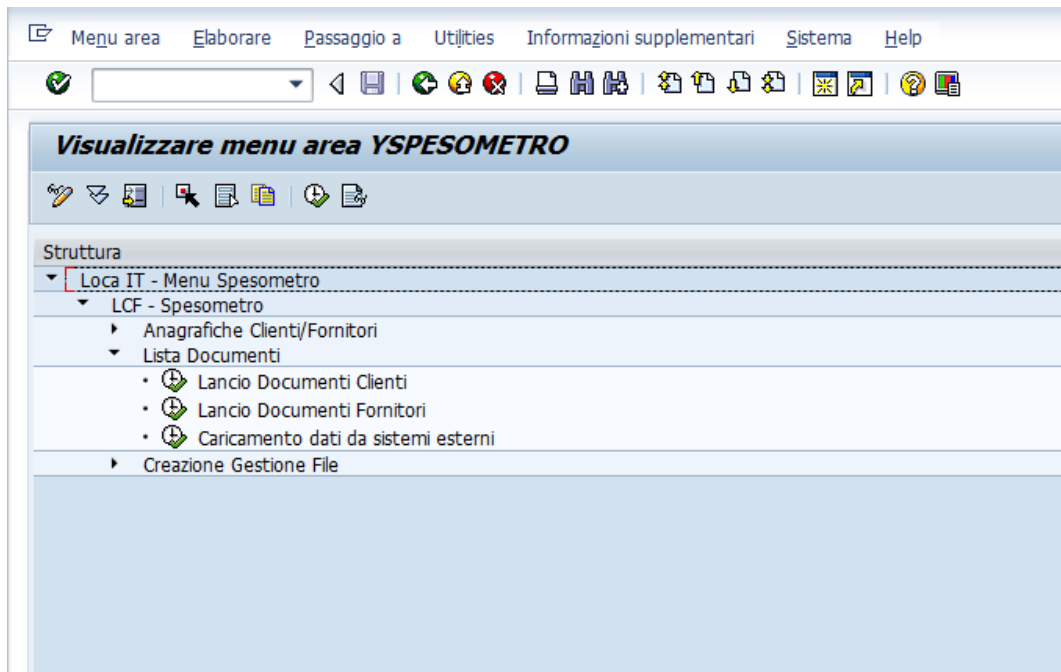 Menu area Elaborare Passaggio a Utilities Informazioni supplementari Sistema Help
Visualizzare menu area YSPESOMETRO
Struttura
Loca IT - Menu Spesometro
LCF - Spesometro
Anagrafiche Clienti/Fornitori
Lista Documenti
Lancio Documenti Clienti
Lancio Documenti Fornitori
Caricamento dati da sistemi esterni
Creazione Gestione File